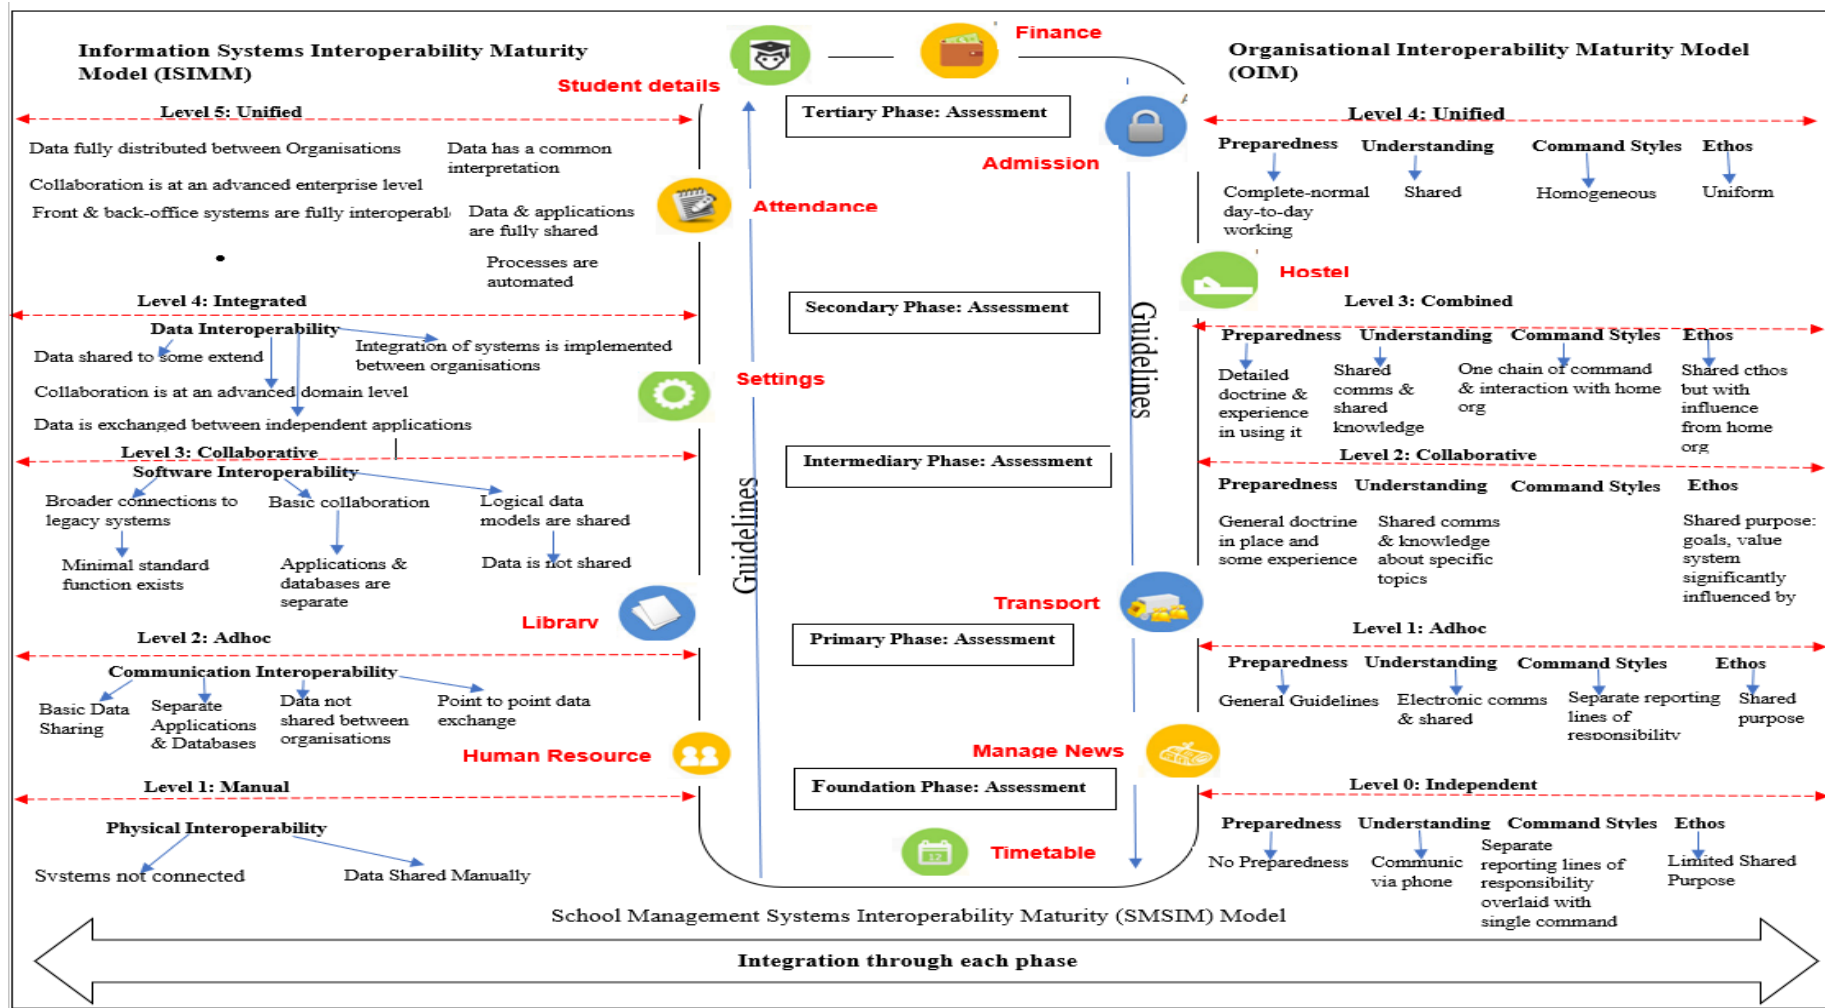 Information Systems Interoperability Maturity
Model (ISIMM)
Level 5: Unified
Data fully distributed between Organisations
Data has a common
interpretation
Collaboration is at an advanced enterprise level
Front & back-office systems are fully interoperabl
Data & applications
are fully shared
Processes are
automated
Level 4: Integrated
Data Interoperability
Data shared to some extend
Integration of systems is implemented
between organisations
Collaboration is at an advanced domain level
Data is exchanged between independent applications
Level 3: Collaborative
Software Interoperability
Broader connections to
legacy systems
Basic collaboration
Logical data
models are shared
Minimal standard
function exists
Applications &
databases are
separate
Data is not shared
Level 2: Adhoc
Communication Interoperability
Basic Data
Sharing
Separate
Applications
& Databases
Data not
shared between
organisations
Point to point data
exchange
Level 1: Manual
Physical Interoperability
Systems not connected
Data Shared Manually
Student details
Finance
Admission
Attendance
Hostel
Settings
Library
Transport
Human Resource
Manage News
Timetable
12
Tertiary Phase: Assessment
Secondary Phase: Assessment
Intermediary Phase: Assessment
Primary Phase: Assessment
Foundation Phase: Assessment
Guidelines
Guidelines
Organisational Interoperability Maturity Model
(OIM)
Level 4: Unified
Preparedness Understanding Command Styles Ethos
Complete-normal
day-to-day
working
Shared
Homogeneous
Uniform
Level 3: Combined
Preparedness Understanding Command Styles Ethos
Detailed
doctrine &
experience
in using it
Shared
comms &
shared
knowledge
One chain of command
& interaction with home
org
Shared ethos
but with
influence
from home
org
Level 2: Collaborative
Preparedness Understanding Command Styles Ethos
General doctrine
in place and
some experience
Shared comms
& knowledge
about specific
topics
Shared purpose:
goals, value
system
significantly
influenced by
Level 1: Adhoc
Preparedness Understanding Command Styles Ethos
General Guidelines
Electronic comms
& shared
Separate reporting
lines of
responsibility
Shared
purpose
Level 0: Independent
Preparedness Understanding Command Styles Ethos
No Preparedness
Communic
via phone
Separate
reporting lines of
responsibility
overlaid with
single command
Limited Shared
Purpose
School Management Systems Interoperability Maturity (SMSIM) Model
Integration through each phase